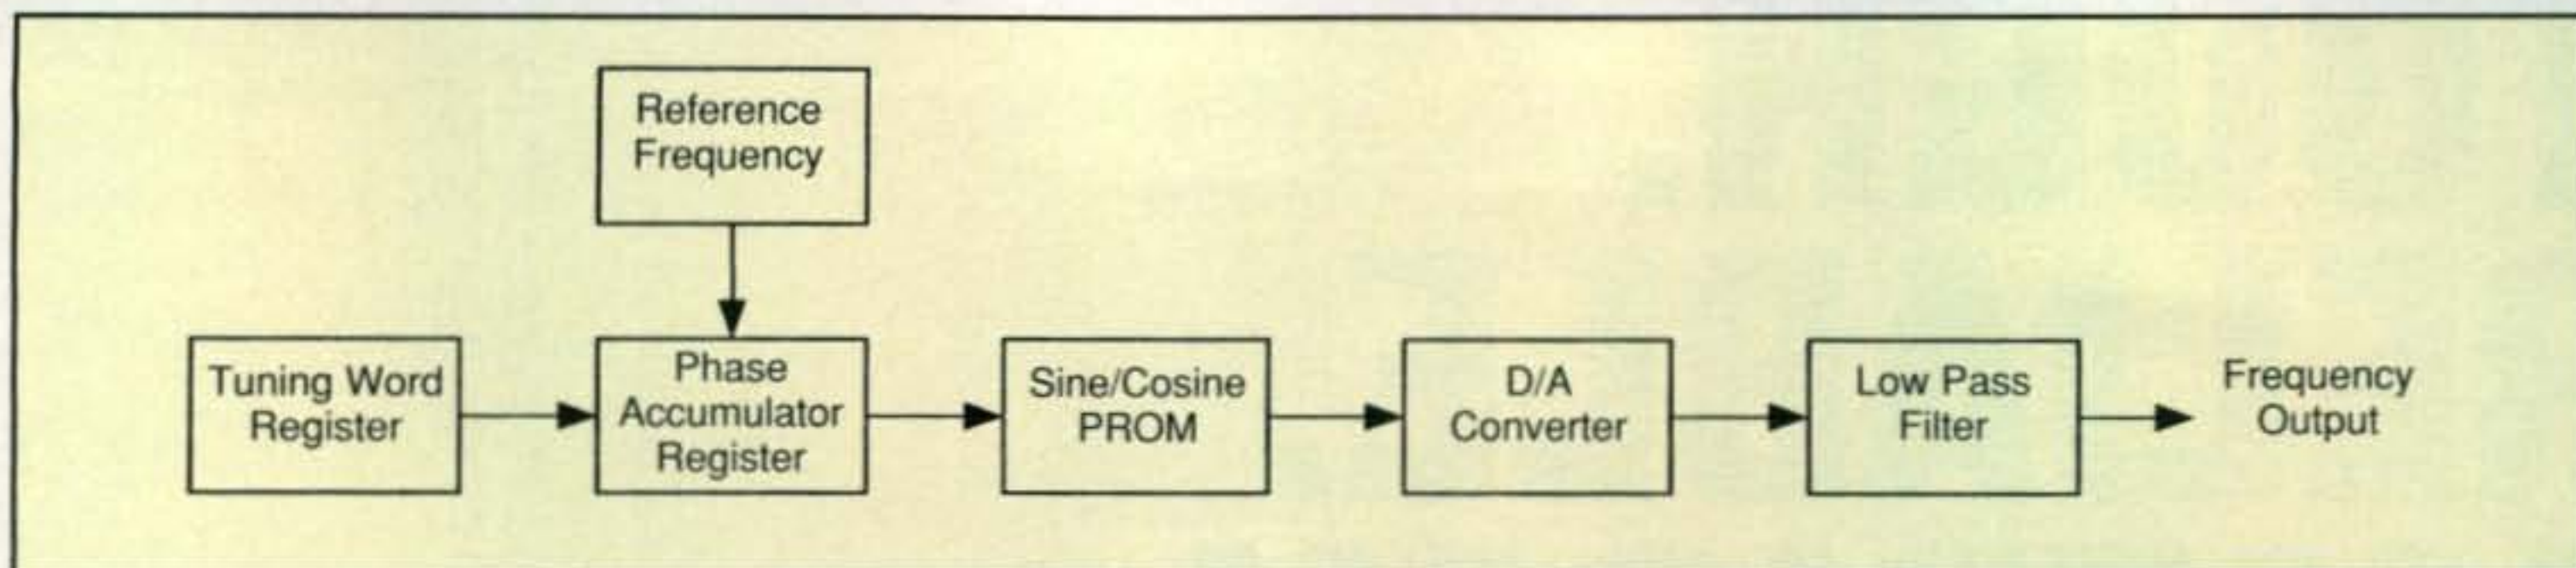 Reference
Frequency
Tuning Word
Register
Phase
Accumulator
Register
Sine/Cosine
PROM
D/A
Converter
Low Pass
Filter
Frequency
Output